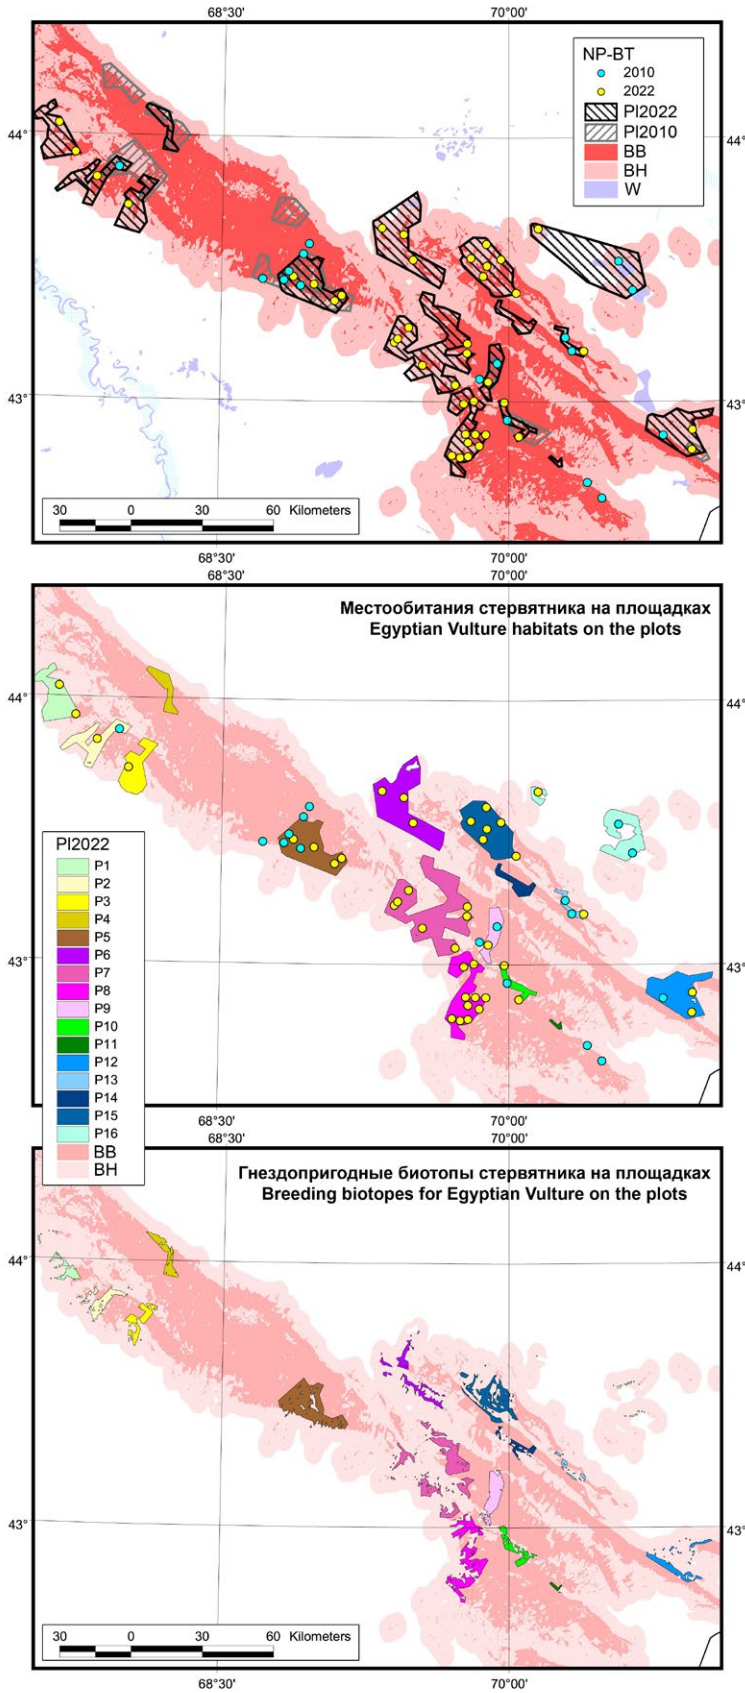 68°30'
70°00'
NP-BT
2010
2022
Pl2022
Pl2010
BB
BH
W
44°
44°
43°
43°
30 0 30 60 Kilometers
68°30'
70°00'
68°30'
70°00'
Местообитания стервятника на площадках
Egyptian Vulture habitats on the plots
44°
44°
Pl2022
P1
P2
P3
P4
P5
P6
P7
P8
P9
P10
P11
P12
P13
P14
P15
P16
BB
BH
43°
43°
68°30'
70°00'
68°30'
70°00'
Гнездопригодные биотопы стервятника на площадках
Breeding biotopes for Egyptian Vulture on the plots
44°
44°
43°
43°
30 0 30 60 Kilometers
68°30'
70°00'